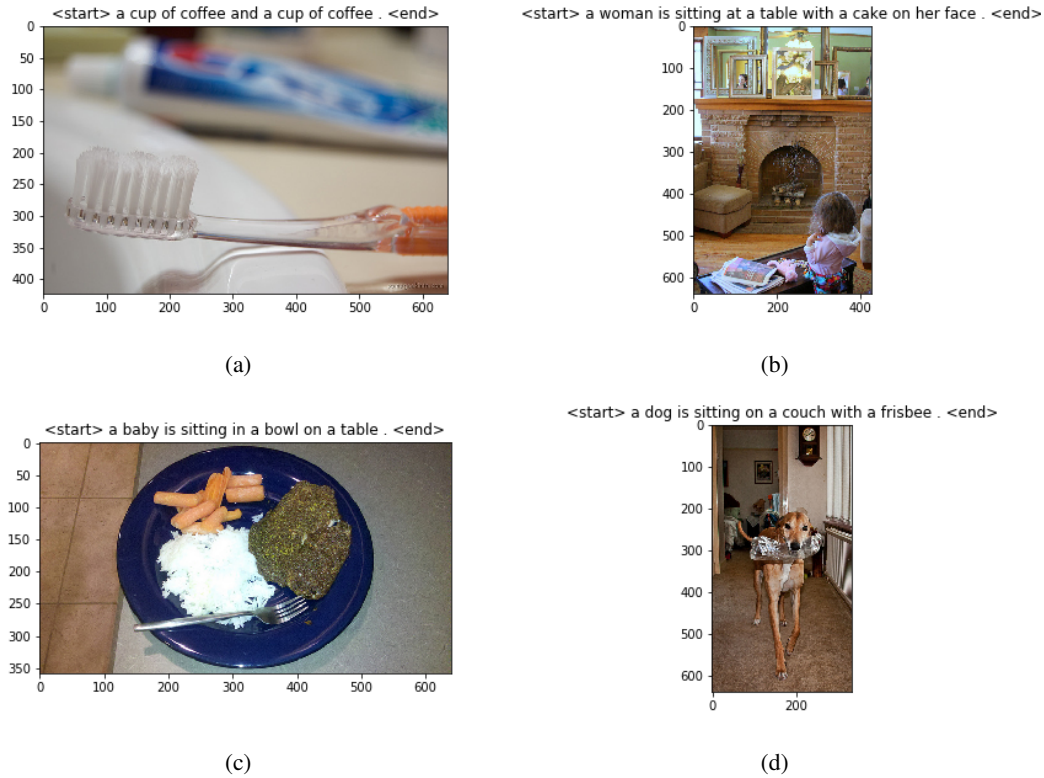 <start> a cup of coffee and a cup of coffee . <end>
0
50
100
150
200
250
300
350
400
0 100 200 300 400 500 600
(a)
<start> a woman is sitting at a table with a cake on her face . <end>
0
100
200
300
400
500
600
0 200 400
(b)
<start> a baby is sitting in a bowl on a table . <end>
0
50
100
150
200
250
300
350
0 100 200 300 400 500 600
(c)
<start> a dog is sitting on a couch with a frisbee . <end>
0
100
200
300
400
500
600
0 200
(d)